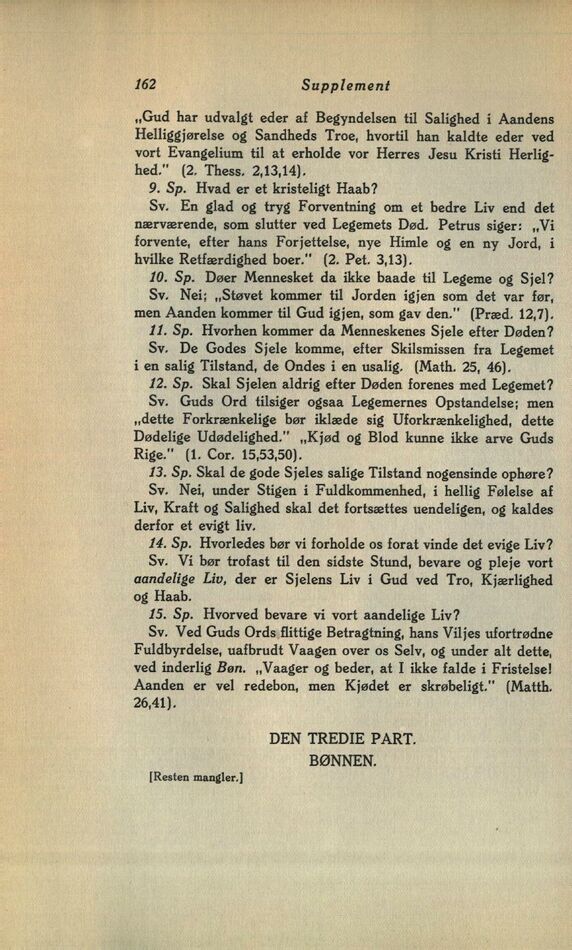 162 Supplement
„Gud har udvalgt eder af Begyndelsen til Salighed i Aandens
Helliggjørelse og Sandheds Troe, hvortil han kaldte eder ved
vort Evangelium til at erholde vor Herres Jesu Kristi Herlig-
hed." (2. Thess. 2,13,14).
9. Sp. Hvad er et kristeligt Haab?
Sv. En glad og tryg Forventning om et bedre Liv end det
nærværende, som slutter ved Legemets Død. Petrus siger: „Vi
forvente, efter hans Forjettelse, nye Himle og en ny Jord, i
hvilke Retfærdighed boer." (2. Pet. 3,13).
10. Sp. Døer Mennesket da ikke baade til Legeme og Sjel?
Sv. Nei; „Støvet kommer til Jorden igjen som det var før,
men Aanden kommer til Gud igjen, som gav den." (Præd. 12,7).
11. Sp. Hvorhen kommer da Menneskenes Sjele efter Døden?
Sv. De Godes Sjele komme, efter Skilsmissen fra Legemet
i en salig Tilstand, de Ondes i en usalig. (Math. 25, 46).
12. Sp. Skal Sjelen aldrig efter Døden forenes med Legemet?
Sv. Guds Ord tilsiger ogsaa Legemernes Opstandelse; men
„dette Forkrænkelige bør iklæde sig Uforkrænkelighed, dette
Dødelige Udødelighed." „Kjød og Blod kunne ikke arve Guds
Rige." (1. Cor. 15,53,50).
13. Sp. Skal de gode Sjeles salige Tilstand nogensinde ophøre?
Sv. Nei, under Stigen i Fuldkommenhed, i hellig Følelse af
Liv, Kraft og Salighed skal det fortsættes uendeligen, og kaldes
derfor et evigt liv.
14. Sp. Hvorledes bør vi forholde os forat vinde det evige Liv?
Sv. Vi bør trofast til den sidste Stund, bevare og pleje vort
aandelige Liv, der er Sjelens Liv i Gud ved Tro, Kjærlighed
og Haab.
15. Sp. Hvorved bevare vi vort aandelige Liv?
Sv. Ved Guds Ords flittige Betragtning, hans Viljes ufortrødne
Fuldbyrdelse, uafbrudt Vaagen over os Selv, og under alt dette,
ved inderlig Bøn. „Vaager og beder, at I ikke falde i Fristelse!
Aanden er vel redebon, men Kjødet er skrøbeligt." (Matth.
26,41).
DEN TREDIE PART.
BØNNEN.
[Resten mangler.]